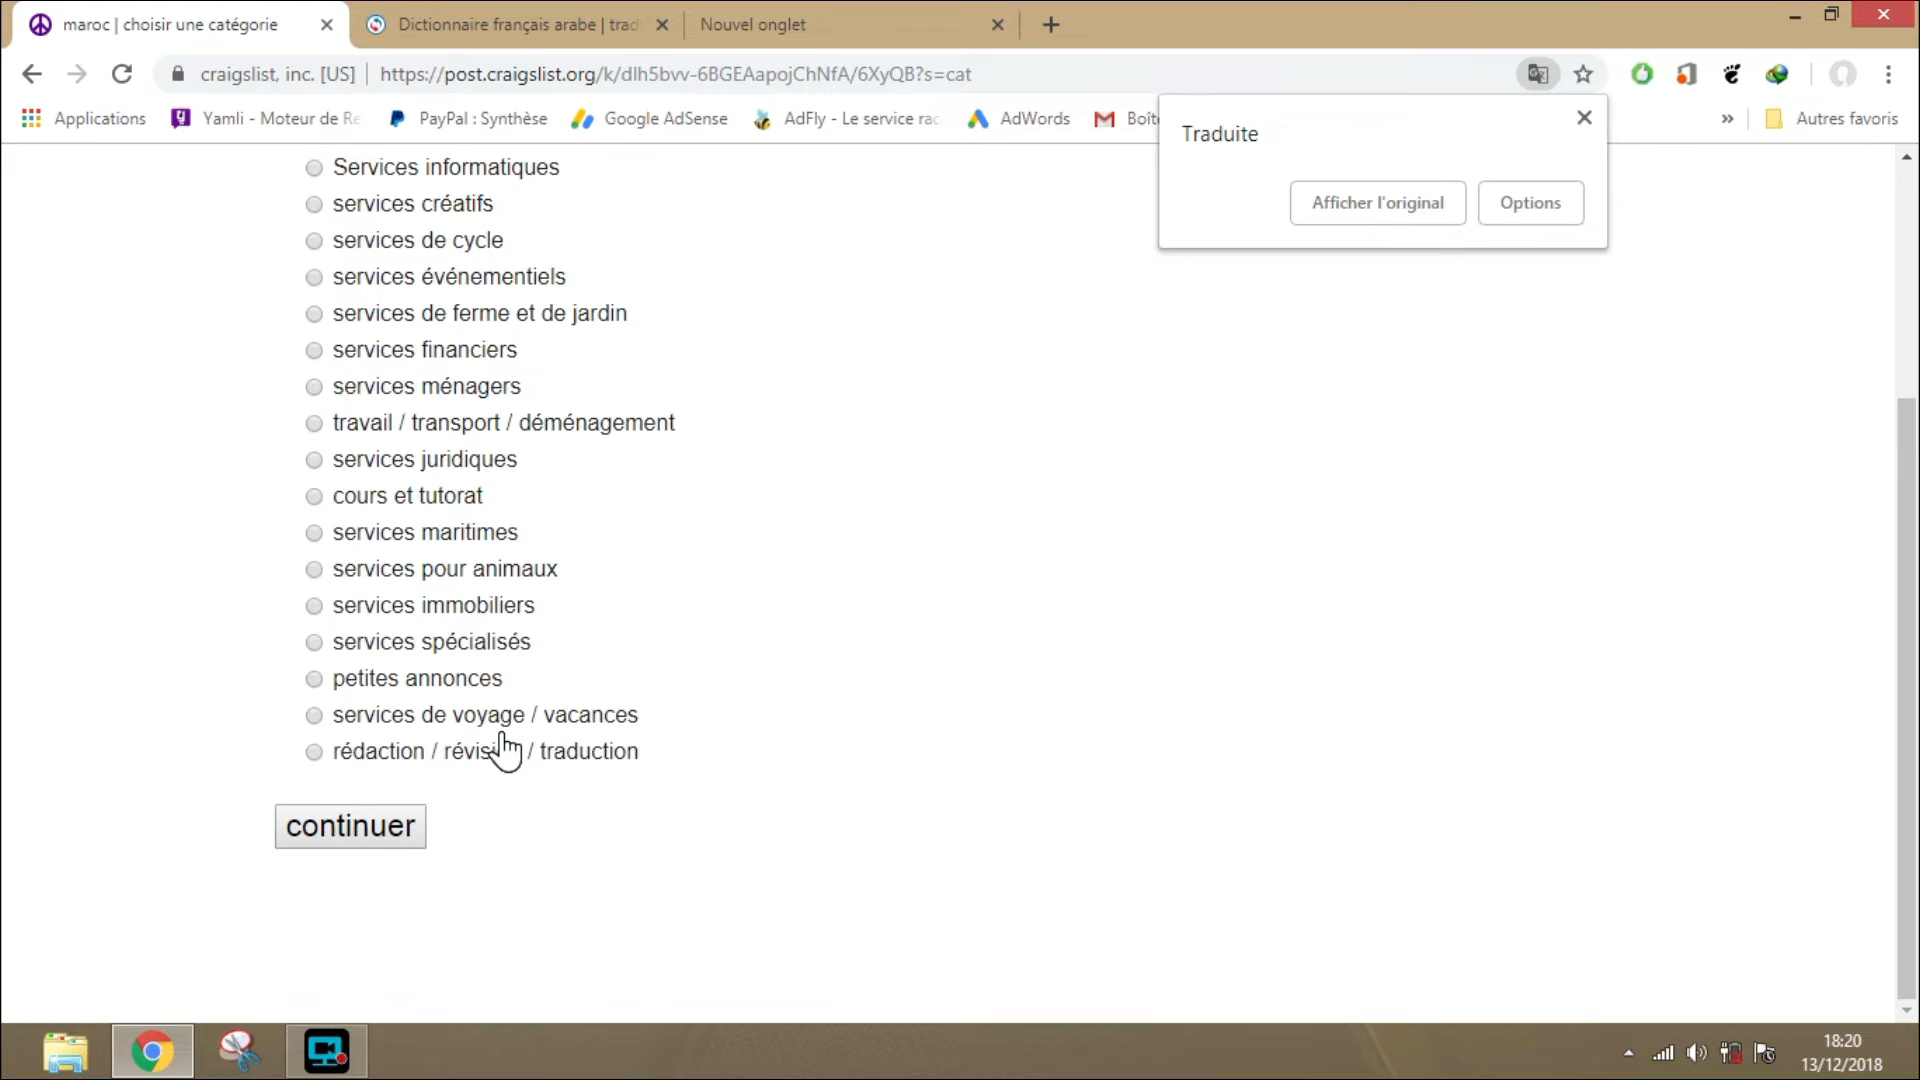 maroc | choisir une catégorie
Dictionnaire français arabe | trad
Nouvel onglet
craigslist, inc. [US] | https://post.craigslist.org/k/dlh5bvv-6BGEAapojChNfA/6XyQB?s=cat
Applications
Yamli - Moteur de Re
PayPal : Synthèse
Google AdSense
AdFly - Le service rac
AdWords
Boîte
»
Autres favoris
Traduite
Afficher l'original
Options
Services informatiques
services créatifs
services de cycle
services événementiels
services de ferme et de jardin
services financiers
services ménagers
travail / transport / déménagement
services juridiques
cours et tutorat
services maritimes
services pour animaux
services immobiliers
services spécialisés
petites annonces
services de voyage / vacances
rédaction / / traduction
continuer
18:20
13/12/2018